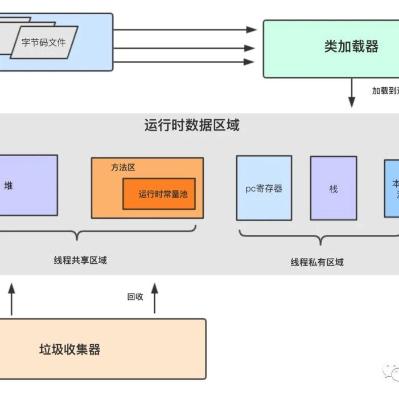 字节码文件
类加载器
加载到
运行时数据区域
堆
方法区
运行时常量池
pc寄存器
栈
本
线程共享区域
线程私有区域
回收
垃圾收集器